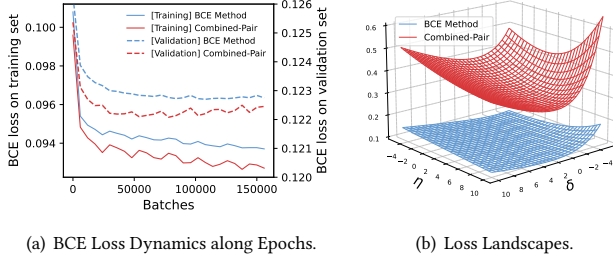 [Training] BCE Method
[Training] Combined-Pair
[Validation] BCE Method
[Validation] Combined-Pair
0.100
0.098
0.096
0.094
BCE loss on training set
0.126
0.125
0.124
0.123
0.122
0.121
0.120
BCE loss on validation set
0 50000 100000 150000
Batches
(a) BCE Loss Dynamics along Epochs.
BCE Method
Combined-Pair
0.6
0.5
0.4
0.3
0.2
0.1
−4 −2 0 2 4 6 8 10
η
10 8 6 4 2 0 −2 −4
δ
(b) Loss Landscapes.